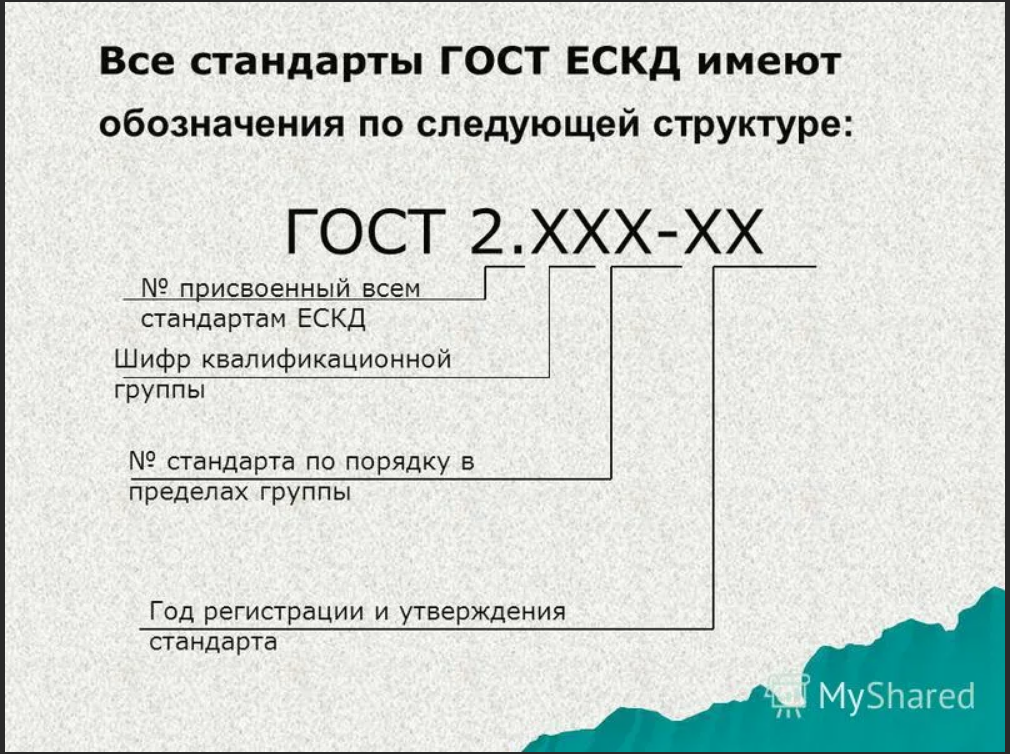 Все стандарты ГОСТ ЕСКД имеют
обозначения по следующей структуре:
ГОСТ 2.XXX-XX
№ присвоенный всем
стандартам ЕСКД
Шифр квалификационной
группы
№ стандарта по порядку в
пределах группы
Год регистрации и утверждения
стандарта
MyShared